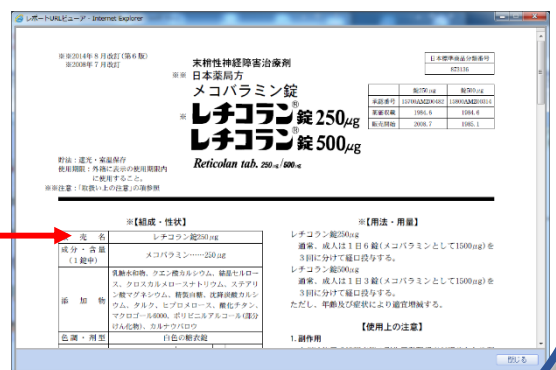 レポートURLビューア - Internet Explorer
※※2014年8月改訂(第6版)
※2008年7月改訂
末梢性神経障害治療剤
※※ 日本薬局方
メコバラミン錠
※ レチコラン®錠250μg
レチコラン®錠500μg
Reticolan tab. 250μg/500μg
日本標準商品分類番号
873136
錠250μg 錠500μg
承認番号
薬価収載 1984.6 1984.6
販売開始 2008.7 1985.1
貯法:遮光・室温保存
使用期限:外箱に表示の使用期限内
に使用すること。
※※注意:「取扱い上の注意」の項参照
※【組成・性状】
売 名 レチコラン錠250μg
成分・含量
(1錠中)
メコバラミン……250μg
添 加 物
乳糖水和物、クエン酸カルシウム、結晶セルロー
ス、クロスカルメロースナトリウム、ステアリ
ン酸マグネシウム、精製白糖、沈降炭酸カルシ
ウム、タルク、ヒプロメロース、酸化チタン、
マクロゴール6000、ポリビニルアルコール(部分
けん化物)、カルナウバロウ
色調・剤型 白色の糖衣錠
※【用法・用量】
レチコラン錠250μg
通常、成人は1日6錠(メコバラミンとして1500μg)を
3回に分けて経口投与する。
レチコラン錠500μg
通常、成人は1日3錠(メコバラミンとして1500μg)を
3回に分けて経口投与する。
ただし、年齢及び症状により適宜増減する。
【使用上の注意】
1.副作用
閉じる